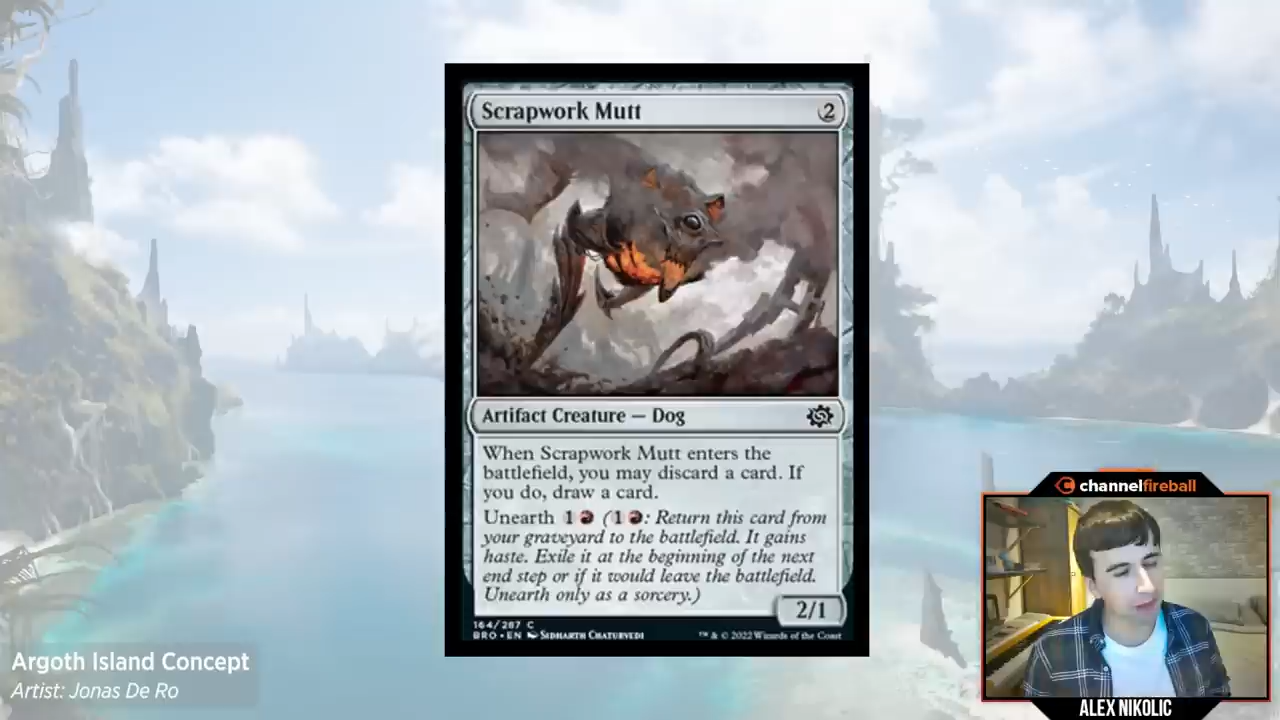 Scrapwork Mutt 2
Artifact Creature — Dog
When Scrapwork Mutt enters the
battlefield, you may discard a card. If
you do, draw a card.
Unearth 1 (1 : Return this card from
your graveyard to the battlefield. It gains
haste. Exile it at the beginning of the next
end step or if it would leave the battlefield.
Unearth only as a sorcery.)
2/1
164/287 C
BRO • EN Sidharth Chaturvedi
™ & © 2022 Wizards of the Coast
Argoth Island Concept
Artist: Jonas De Ro
channelfireball
ALEX NIKOLIC